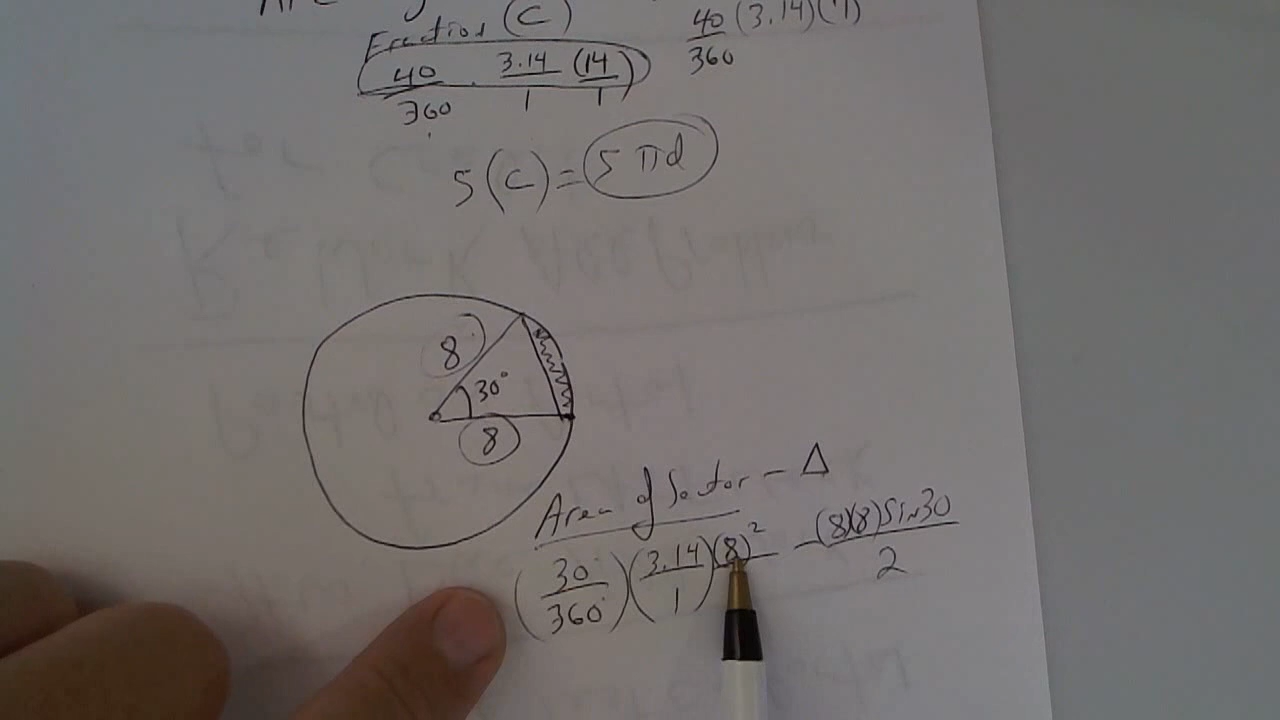 Fraction (C)
40/360 · 3.14/1 (14/1)
40/360 (3.14)(
5(C) = 5πd
8
30°
8
Area of Sector - Δ
(30°/360°)(3.14/1)(8)² - (8)(8)Sin30/2